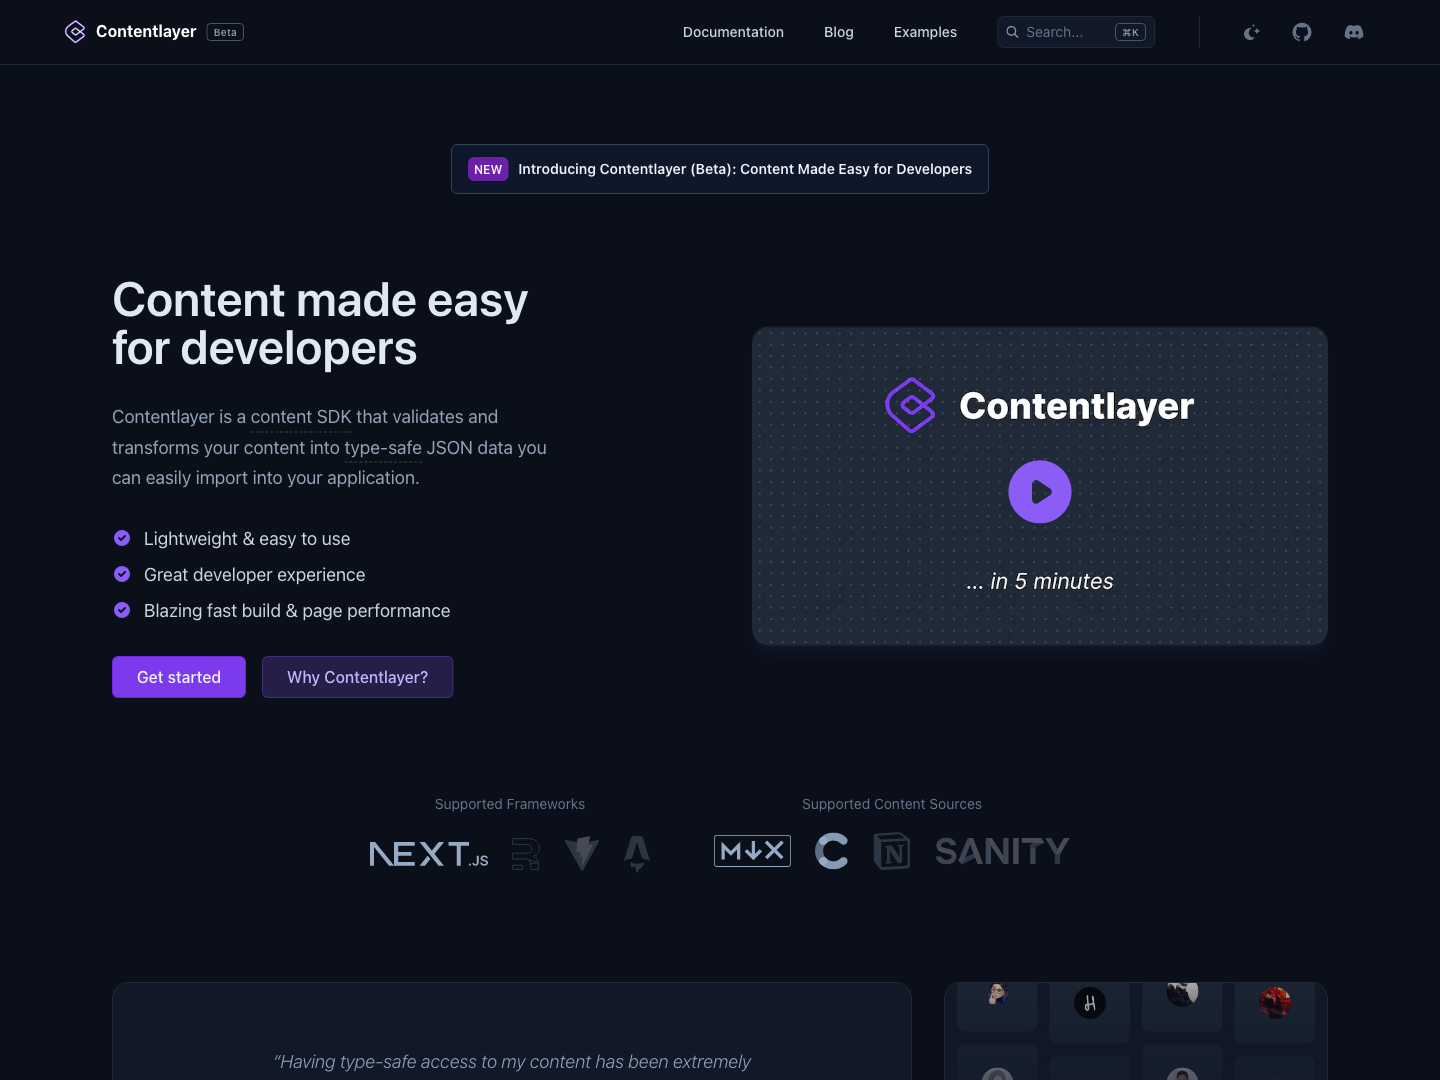 Contentlayer Beta
Documentation Blog Examples Search... ⌘K
NEW Introducing Contentlayer (Beta): Content Made Easy for Developers
Content made easy
for developers
Contentlayer is a content SDK that validates and
transforms your content into type-safe JSON data you
can easily import into your application.
Lightweight & easy to use
Great developer experience
Blazing fast build & page performance
Get started Why Contentlayer?
Contentlayer
... in 5 minutes
Supported Frameworks
NEXT.JS
Supported Content Sources
M↓X
SANITY
“Having type-safe access to my content has been extremely